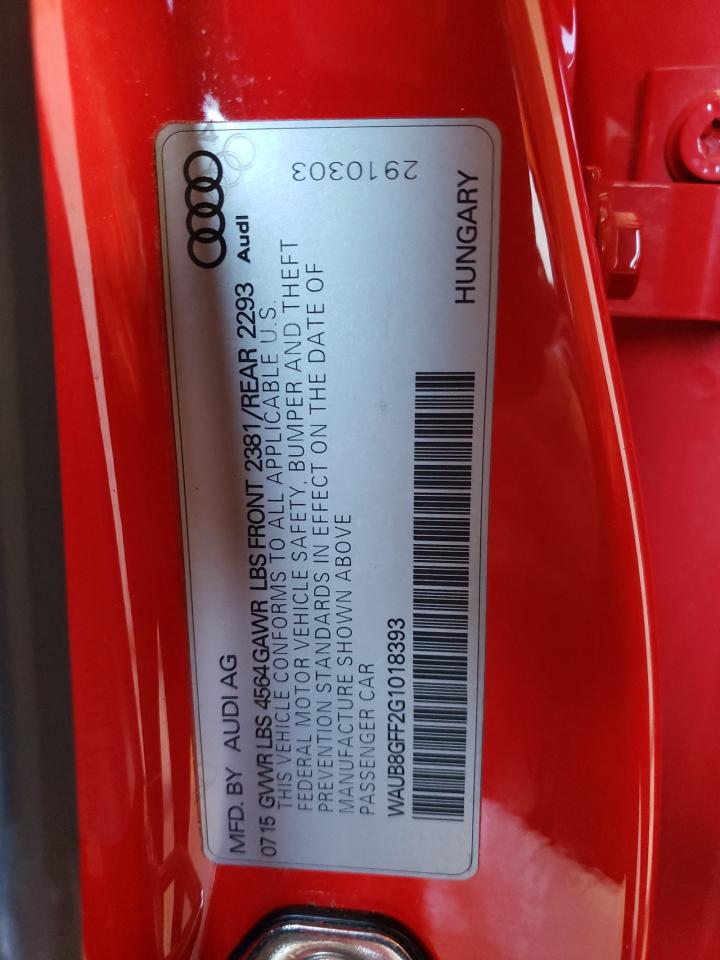 Audi
MFD. BY AUDI AG
0715 GVWR LBS 4564 GAWR LBS FRONT 2381/REAR 2293
THIS VEHICLE CONFORMS TO ALL APPLICABLE U.S.
FEDERAL MOTOR VEHICLE SAFETY, BUMPER AND THEFT
PREVENTION STANDARDS IN EFFECT ON THE DATE OF
MANUFACTURE SHOWN ABOVE
PASSENGER CAR
2910303
WAUB8GFF2G1018393
HUNGARY